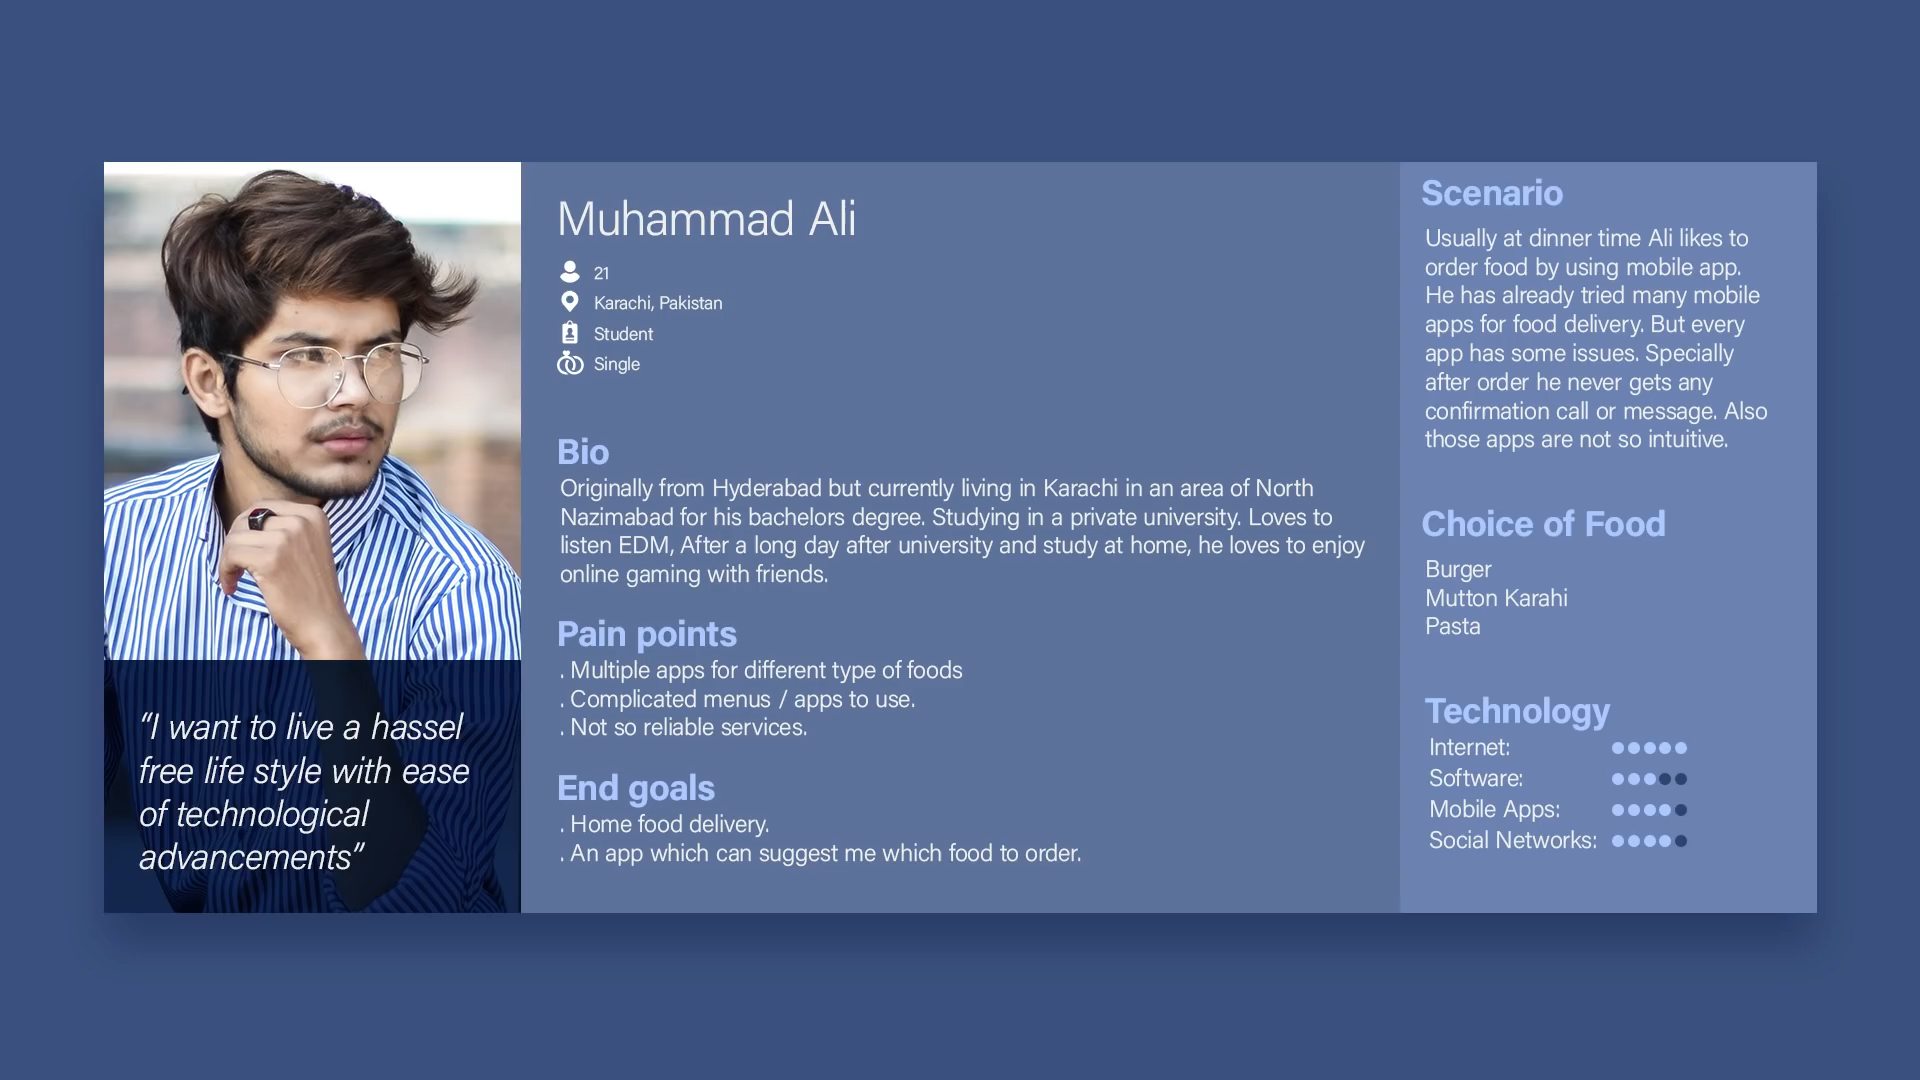 Muhammad Ali
21
Karachi, Pakistan
Student
Single
Bio
Originally from Hyderabad but currently living in Karachi in an area of North
Nazimabad for his bachelors degree. Studying in a private university. Loves to
listen EDM, After a long day after university and study at home, he loves to enjoy
online gaming with friends.
Pain points
. Multiple apps for different type of foods
. Complicated menus / apps to use.
. Not so reliable services.
End goals
. Home food delivery.
. An app which can suggest me which food to order.
“I want to live a hassel
free life style with ease
of technological
advancements”
Scenario
Usually at dinner time Ali likes to
order food by using mobile app.
He has already tried many mobile
apps for food delivery. But every
app has some issues. Specially
after order he never gets any
confirmation call or message. Also
those apps are not so intuitive.
Choice of Food
Burger
Mutton Karahi
Pasta
Technology
Internet:
Software:
Mobile Apps:
Social Networks: